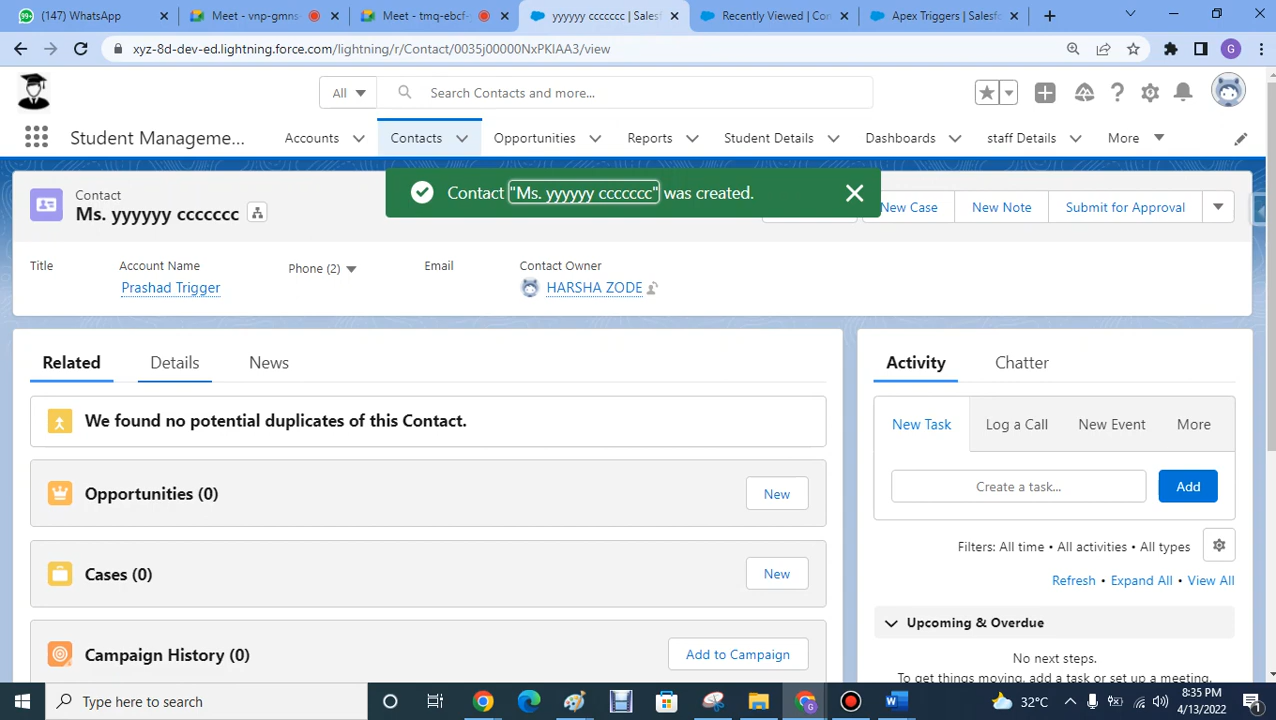 (147) WhatsApp
Meet - vnp-gmns-
Meet - tmq-ebcf-
yyyyyy ccccccc | Salesf
Recently Viewed | Con
Apex Triggers | Salesfo
xyz-8d-dev-ed.lightning.force.com/lightning/r/Contact/0035j00000NxPKIAA3/view
G
All
Search Contacts and more...
Student Manageme...
Accounts
Contacts
Opportunities
Reports
Student Details
Dashboards
staff Details
More
Contact "Ms. yyyyyy ccccccc" was created.
Contact
Ms. yyyyyy ccccccc
New Case
New Note
Submit for Approval
Title
Account Name
Phone (2)
Email
Contact Owner
Prashad Trigger
HARSHA ZODE
Related
Details
News
Activity
Chatter
We found no potential duplicates of this Contact.
New Task
Log a Call
New Event
More
Create a task...
Add
Opportunities (0)
New
Filters: All time • All activities • All types
Cases (0)
New
Refresh • Expand All • View All
Upcoming & Overdue
Campaign History (0)
Add to Campaign
No next steps.
To get things moving, add a task or set up a meeting.
Type here to search
32°C
8:35 PM
4/13/2022
1